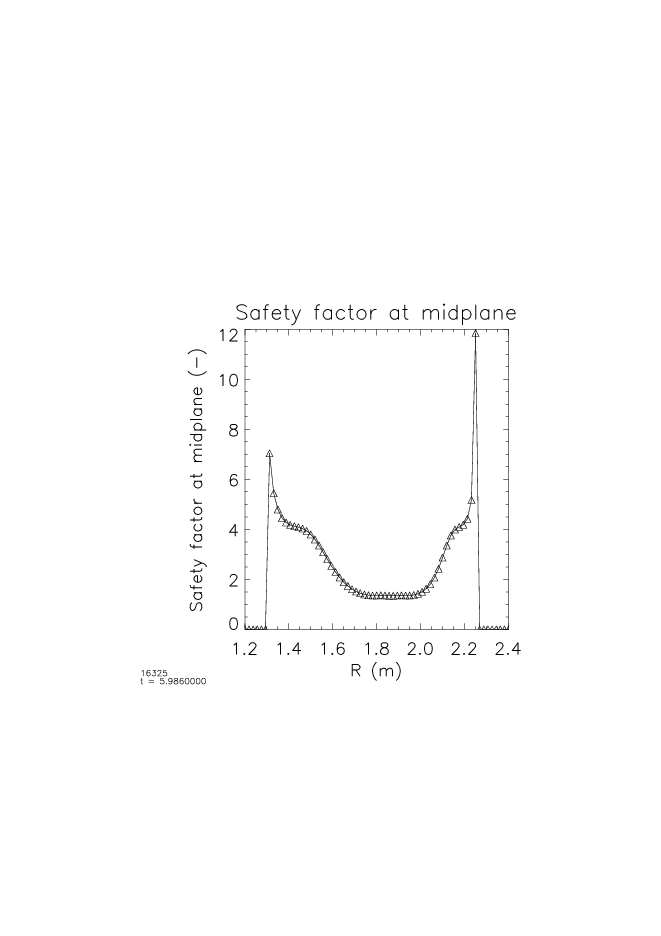 Safety factor at midplane
Safety factor at midplane (-)
12
10
8
6
4
2
0
1.2 1.4 1.6 1.8 2.0 2.2 2.4
R (m)
16325
t = 5.9860000